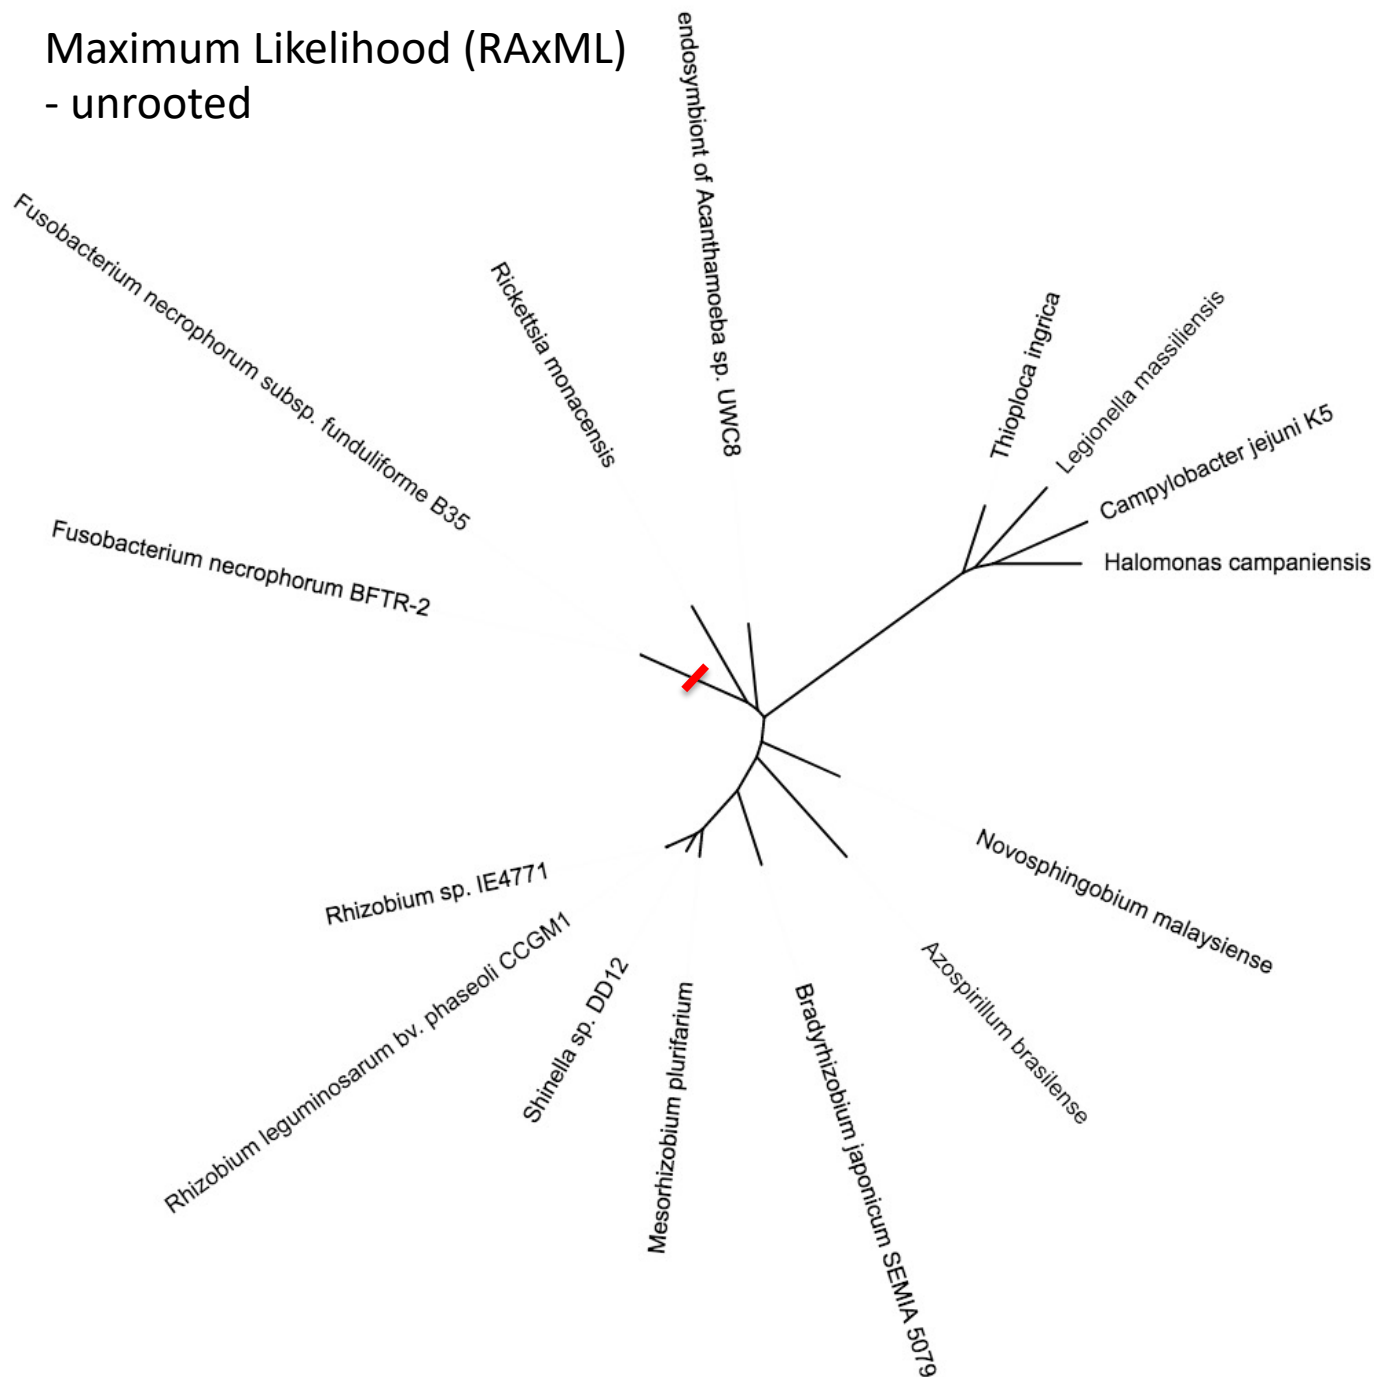 Maximum Likelihood (RAxML)
- unrooted
endosymbiont of Acanthamoeba sp. UWC8
Fusobacterium necrophorum subsp. funduliforme B35
Rickettsia monacensis
Thioploca ingrica
Legionella massiliensis
Campylobacter jejuni K5
Halomonas campaniensis
Fusobacterium necrophorum BFTR-2
Novosphingobium malaysiense
Rhizobium sp. IE4771
Rhizobium leguminosarum bv. phaseoli CCGM1
Shinella sp. DD12
Mesorhizobium plurifarium
Bradyrhizobium japonicum SEMIA 5079
Azospirillum brasilense